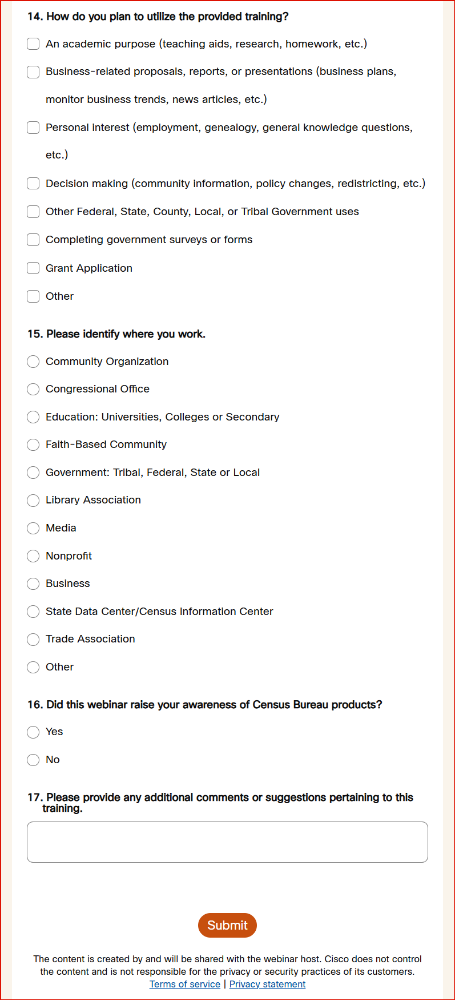 14. How do you plan to utilize the provided training?
An academic purpose (teaching aids, research, homework, etc.)
Business-related proposals, reports, or presentations (business plans,
monitor business trends, news articles, etc.)
Personal interest (employment, genealogy, general knowledge questions,
etc.)
Decision making (community information, policy changes, redistricting, etc.)
Other Federal, State, County, Local, or Tribal Government uses
Completing government surveys or forms
Grant Application
Other
15. Please identify where you work.
Community Organization
Congressional Office
Education: Universities, Colleges or Secondary
Faith-Based Community
Government: Tribal, Federal, State or Local
Library Association
Media
Nonprofit
Business
State Data Center/Census Information Center
Trade Association
Other
16. Did this webinar raise your awareness of Census Bureau products?
Yes
No
17. Please provide any additional comments or suggestions pertaining to this
training.
Submit
The content is created by and will be shared with the webinar host. Cisco does not control
the content and is not responsible for the privacy or security practices of its customers.
Terms of service | Privacy statement